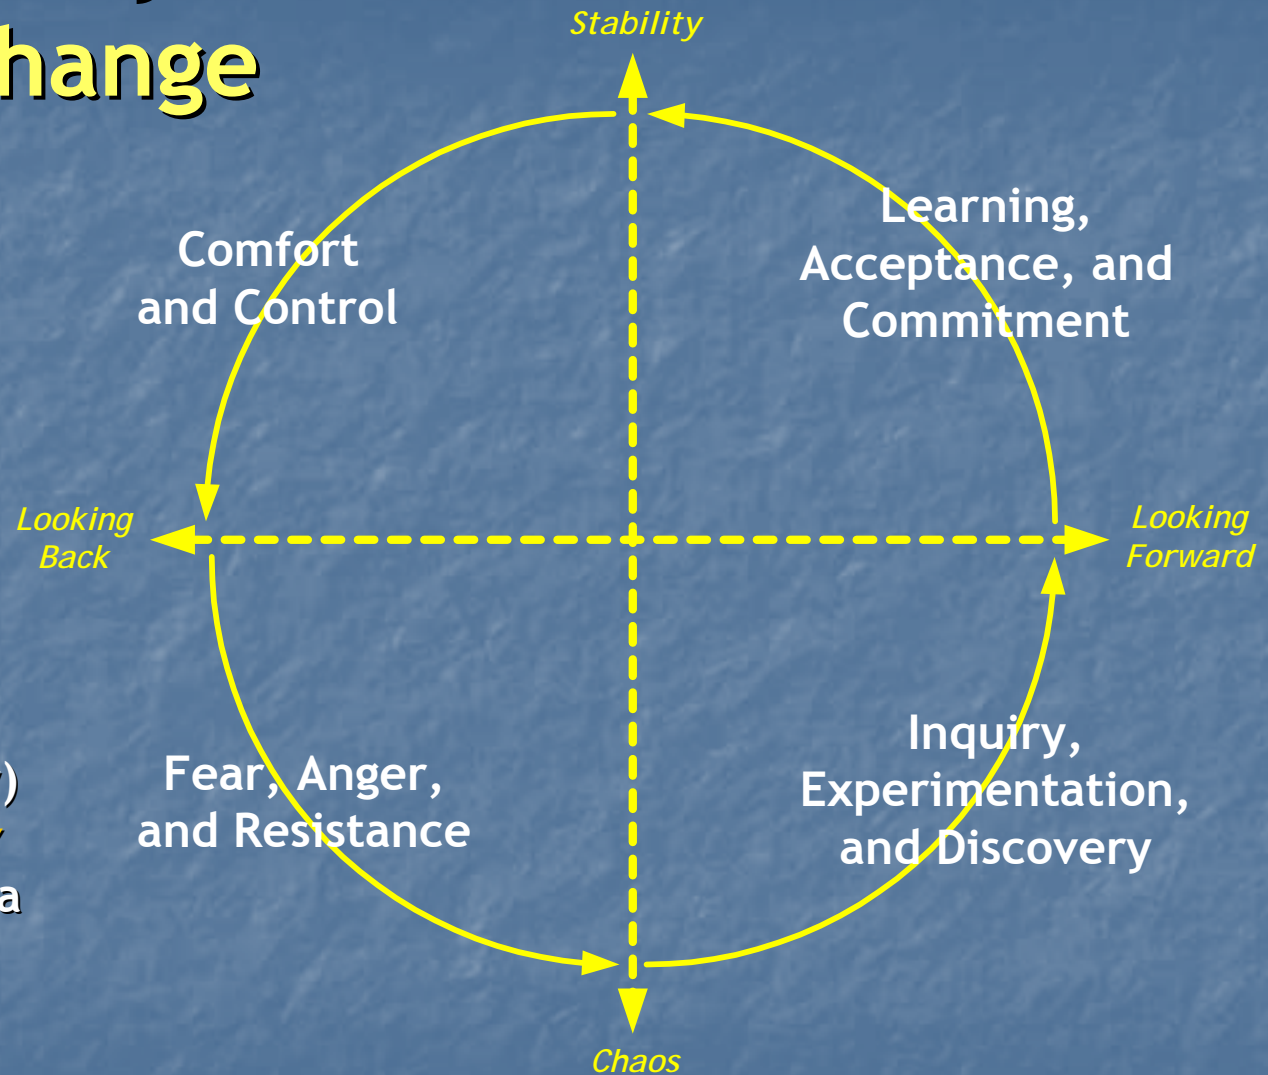 Stability
hange
Learning,
Acceptance, and
Commitment
Comfort
and Control
Looking
Back
Looking
Forward
Inquiry,
Experimentation,
and Discovery
Fear, Anger,
and Resistance
)
a
Chaos